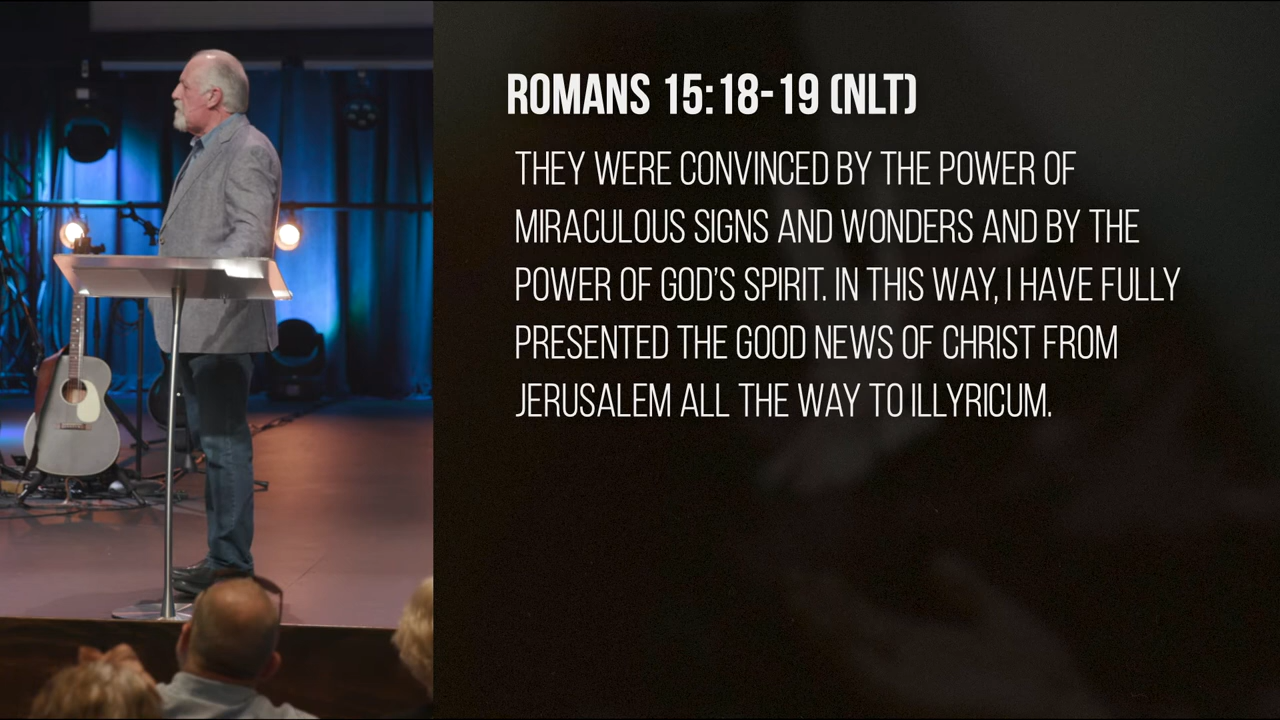 ROMANS 15:18-19 (NLT)
THEY WERE CONVINCED BY THE POWER OF
MIRACULOUS SIGNS AND WONDERS AND BY THE
POWER OF GOD'S SPIRIT. IN THIS WAY, I HAVE FULLY
PRESENTED THE GOOD NEWS OF CHRIST FROM
JERUSALEM ALL THE WAY TO ILLYRICUM.